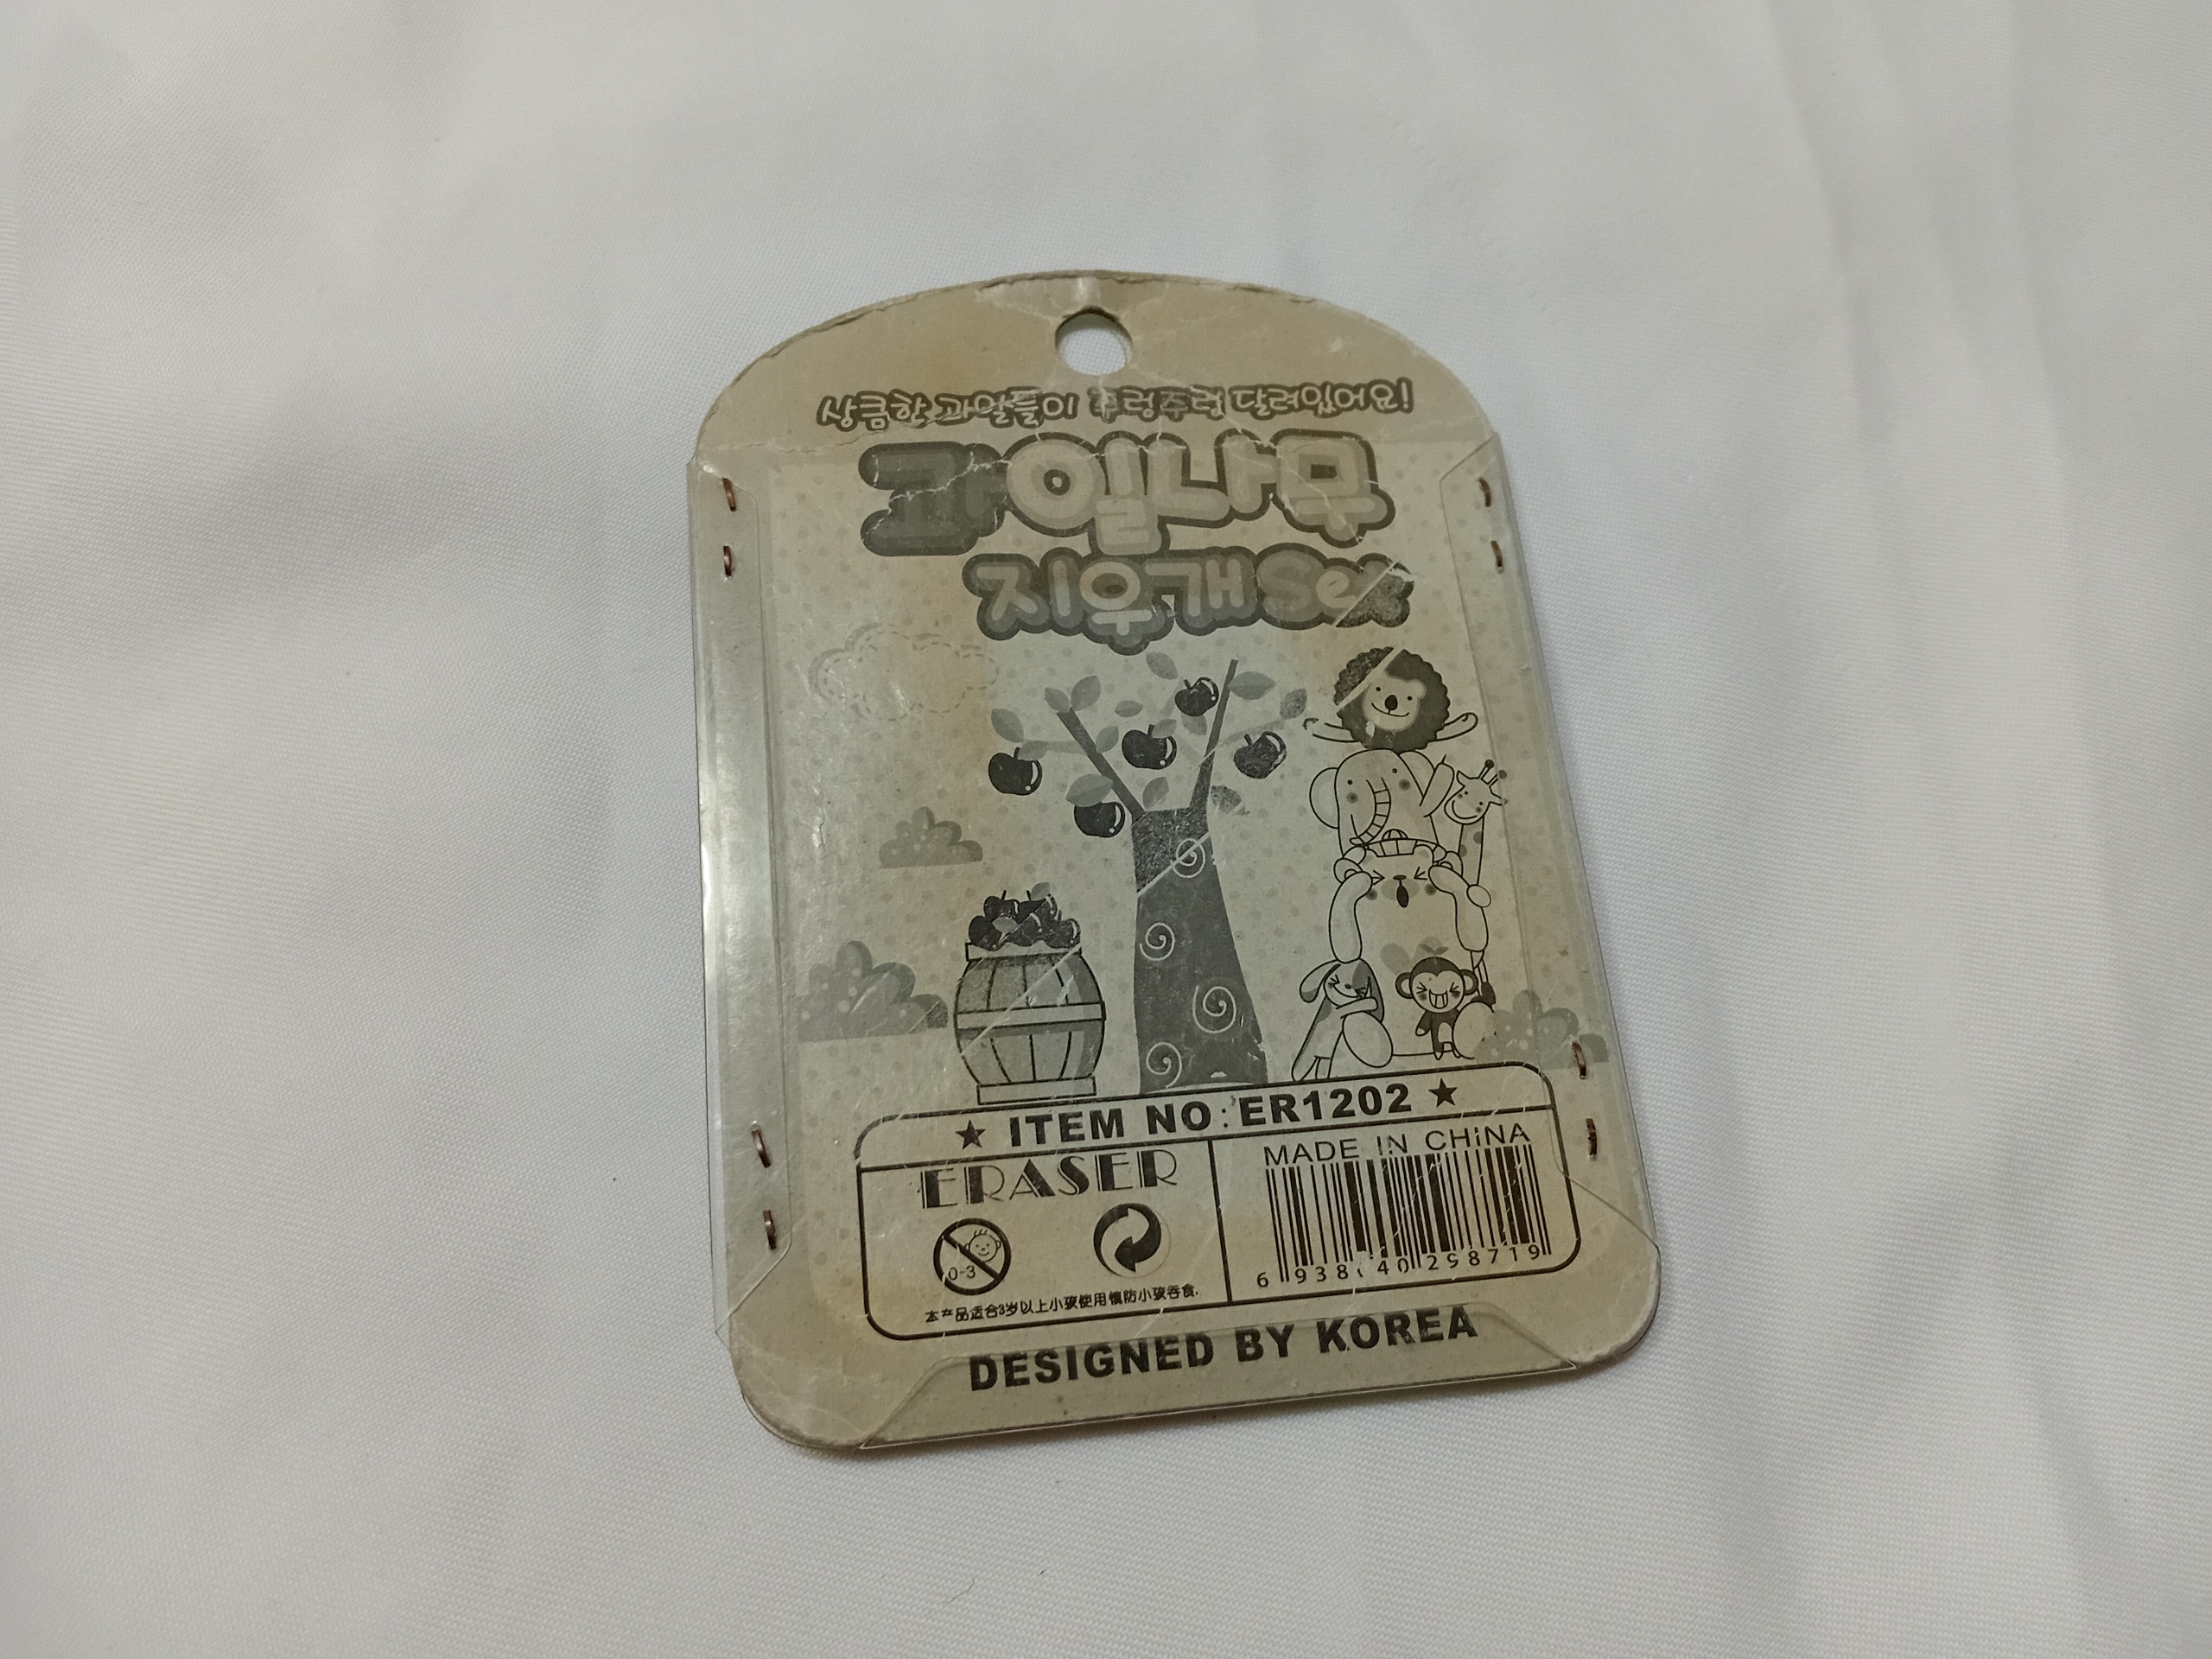 상큼한 과일들이 주렁주렁 달려있어요!
과일나무
지우개Set
★ ITEM NO:ER1202 ★
ERASER
MADE IN CHiNA
0-3
本产品适合3岁以上小孩使用慎防小孩吞食.
DESIGNED BY KOREA